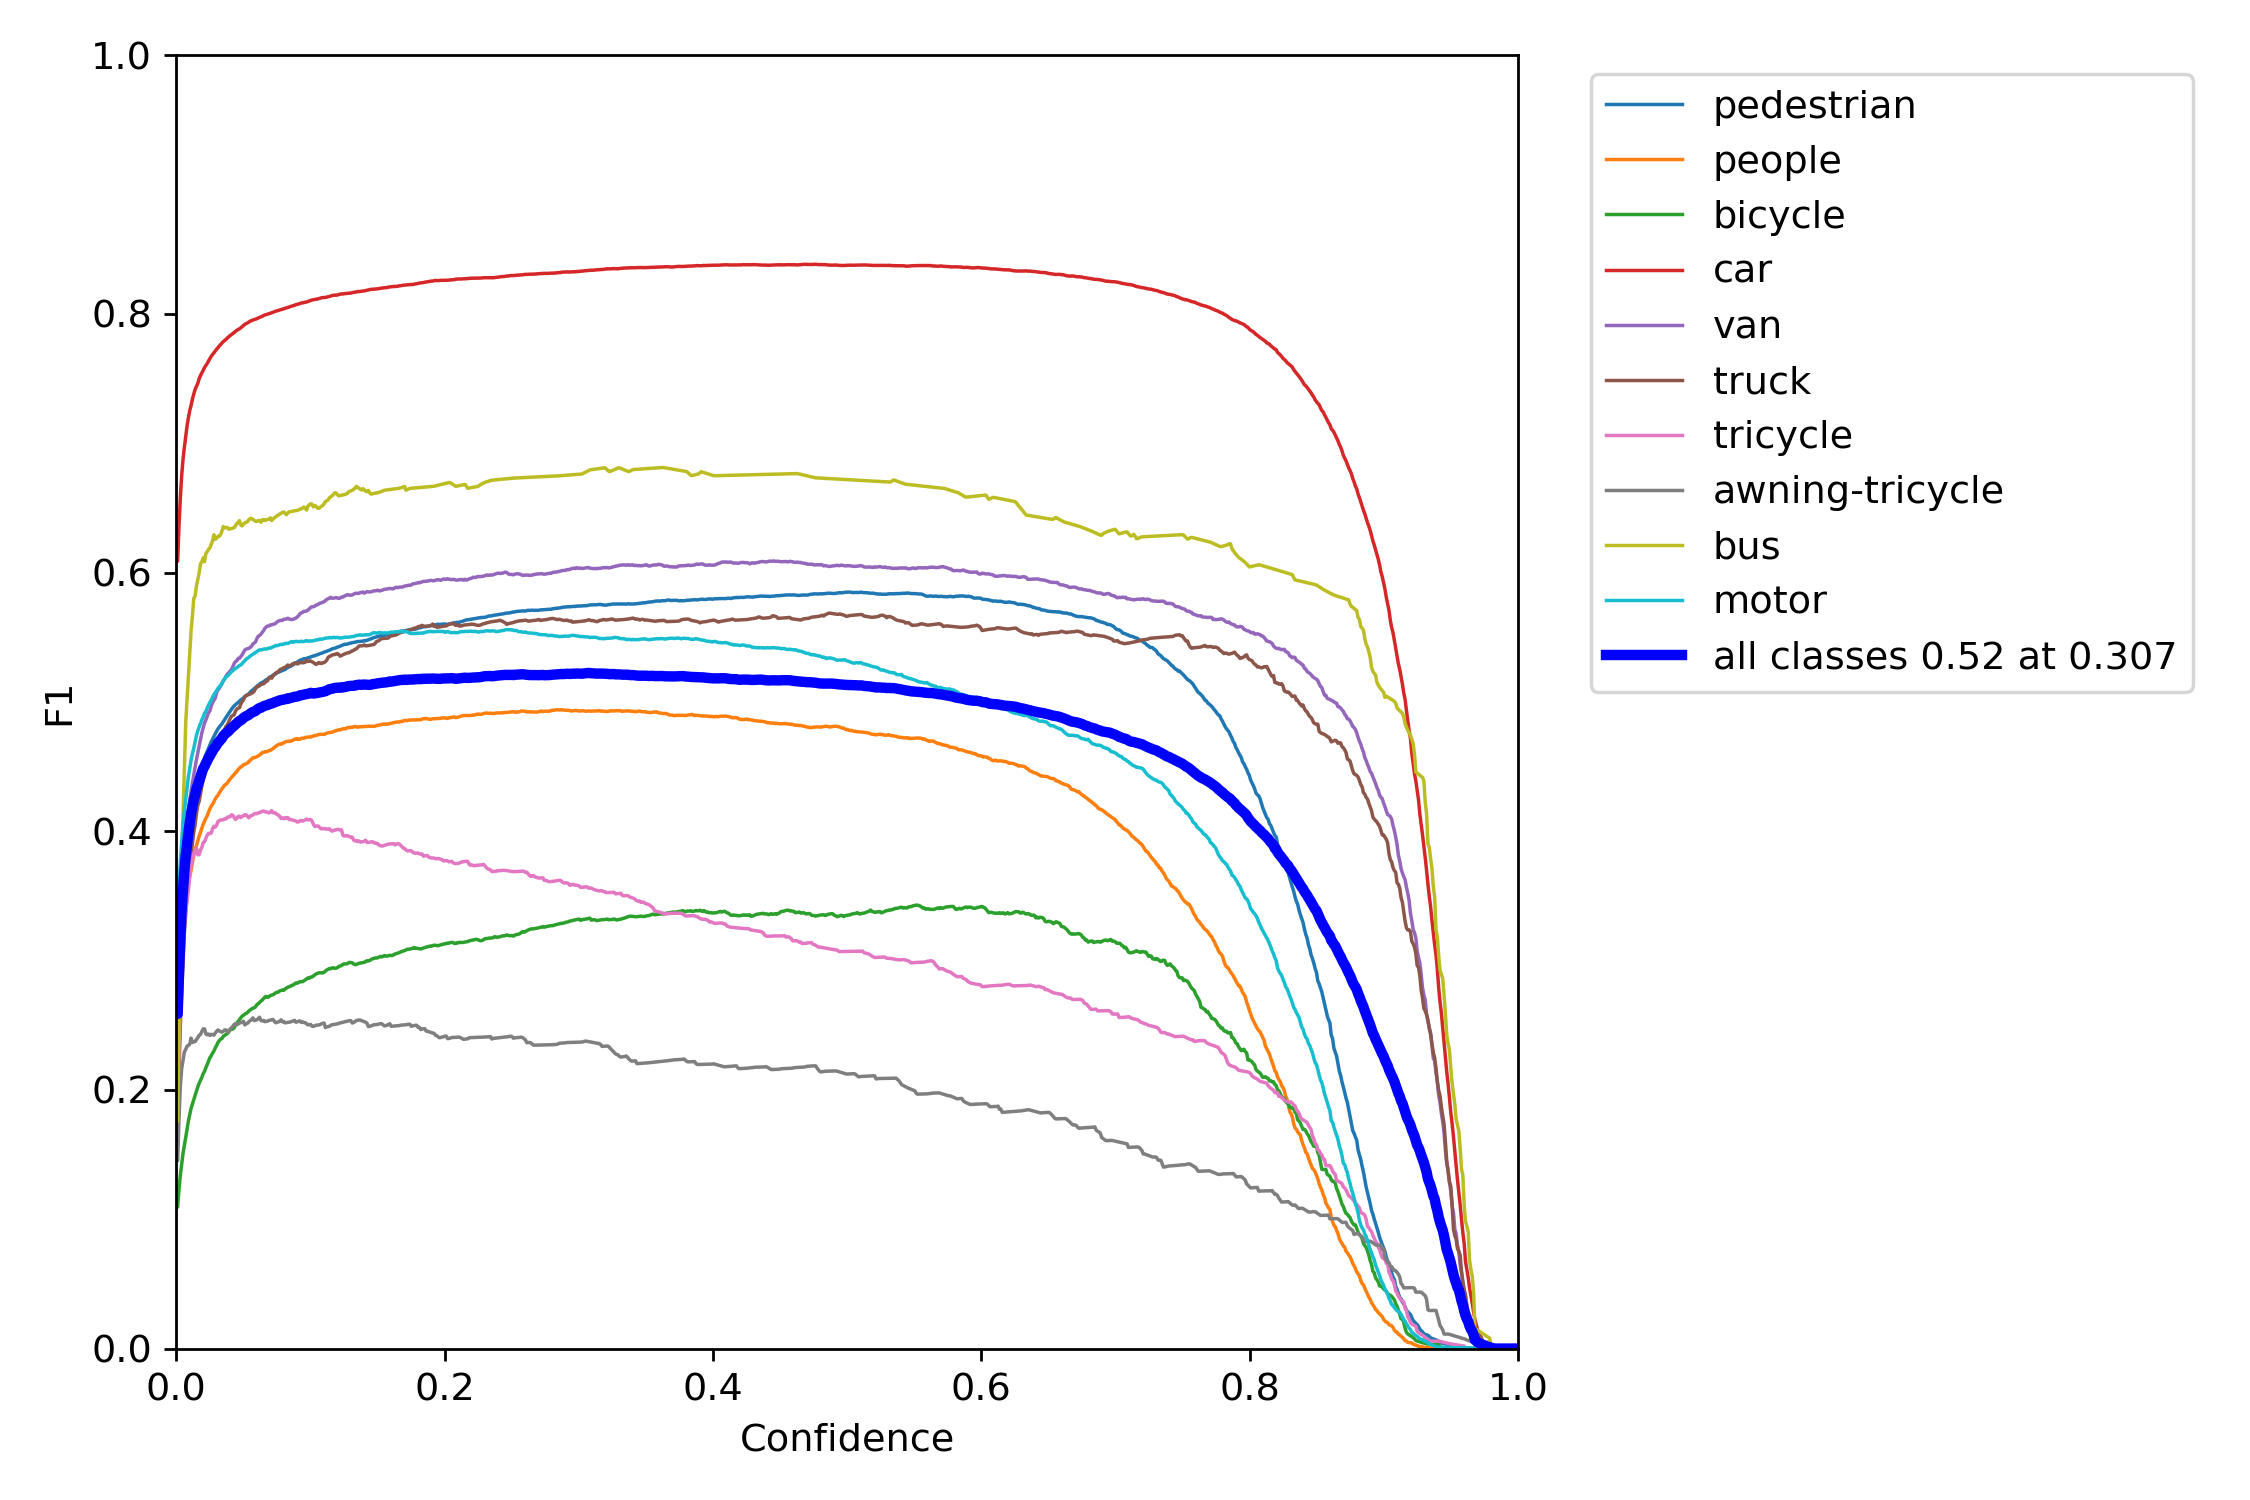 1.0
0.8
0.6
0.4
0.2
0.0
F1
0.0 0.2 0.4 0.6 0.8 1.0
Confidence
pedestrian
people
bicycle
car
van
truck
tricycle
awning-tricycle
bus
motor
all classes 0.52 at 0.307